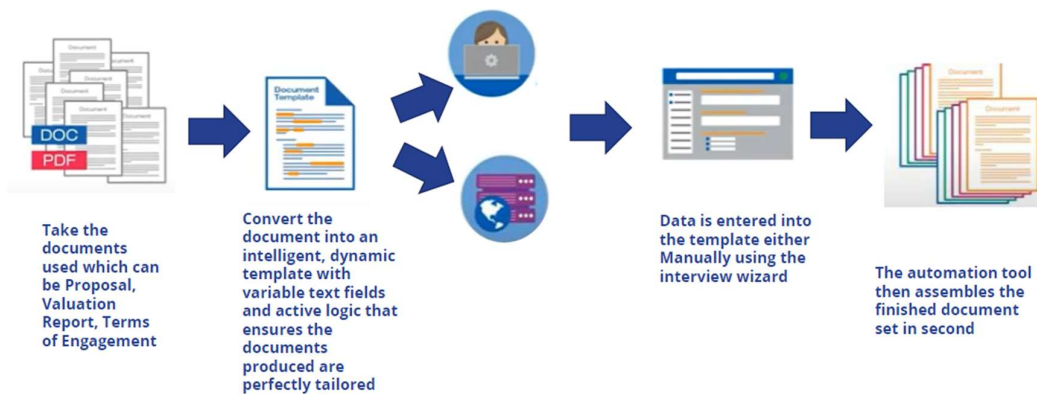 Document
Document
Document
Document
Document
Document
DOC
PDF
Document
Template
Document
Document
Take the
documents
used which can
be Proposal,
Valuation
Report, Terms
of Engagement
Convert the
document into an
intelligent, dynamic
template with
variable text fields
and active logic that
ensures the
documents
produced are
perfectly tailored
Data is entered into
the template either
Manually using the
interview wizard
The automation tool
then assembles the
finished document
set in second